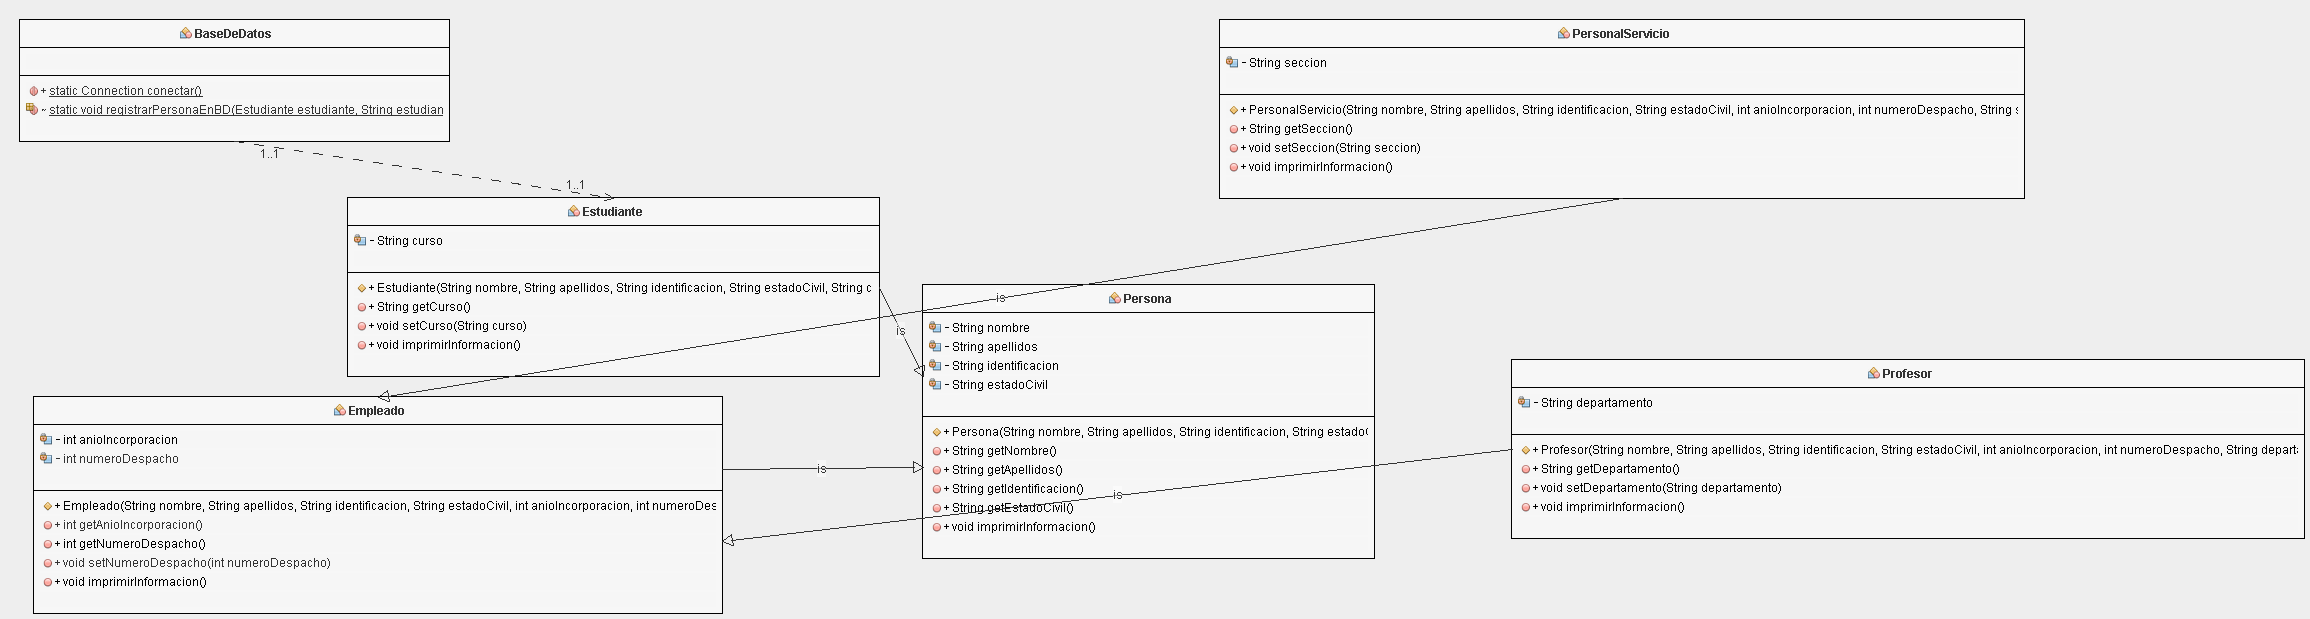 BaseDeDatos
+ static Connection conectar()
~ static void registrarPersonaEnBD(Estudiante estudiante, String estudian
1..1
1..1
PersonalServicio
- String seccion
+ PersonalServicio(String nombre, String apellidos, String identificacion, String estadoCivil, int anioIncorporacion, int numeroDespacho, String s
+ String getSeccion()
+ void setSeccion(String seccion)
+ void imprimirInformacion()
Estudiante
- String curso
+ Estudiante(String nombre, String apellidos, String identificacion, String estadoCivil, String c
+ String getCurso()
+ void setCurso(String curso)
+ void imprimirInformacion()
is
is
Persona
- String nombre
- String apellidos
- String identificacion
- String estadoCivil
+ Persona(String nombre, String apellidos, String identificacion, String estado
+ String getNombre()
+ String getApellidos()
+ String getIdentificacion()
+ String getEstadoCivil()
+ void imprimirInformacion()
Profesor
- String departamento
+ Profesor(String nombre, String apellidos, String identificacion, String estadoCivil, int anioIncorporacion, int numeroDespacho, String depart
+ String getDepartamento()
+ void setDepartamento(String departamento)
+ void imprimirInformacion()
Empleado
- int anioIncorporacion
- int numeroDespacho
+ Empleado(String nombre, String apellidos, String identificacion, String estadoCivil, int anioIncorporacion, int numeroDes
+ int getAnioIncorporacion()
+ int getNumeroDespacho()
+ void setNumeroDespacho(int numeroDespacho)
+ void imprimirInformacion()
is
is